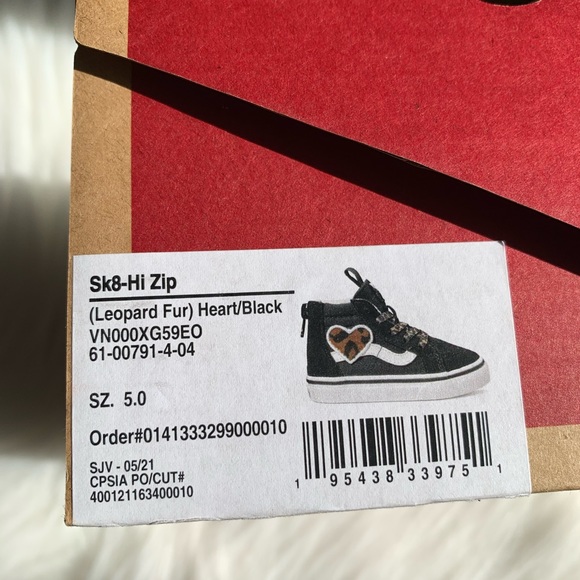 Sk8-Hi Zip
(Leopard Fur) Heart/Black
VN000XG59EO
61-00791-4-04
SZ. 5.0
Order#0141333299000010
SJV - 05/21
CPSIA PO/CUT#
400121163400010
1 95438 33975 1